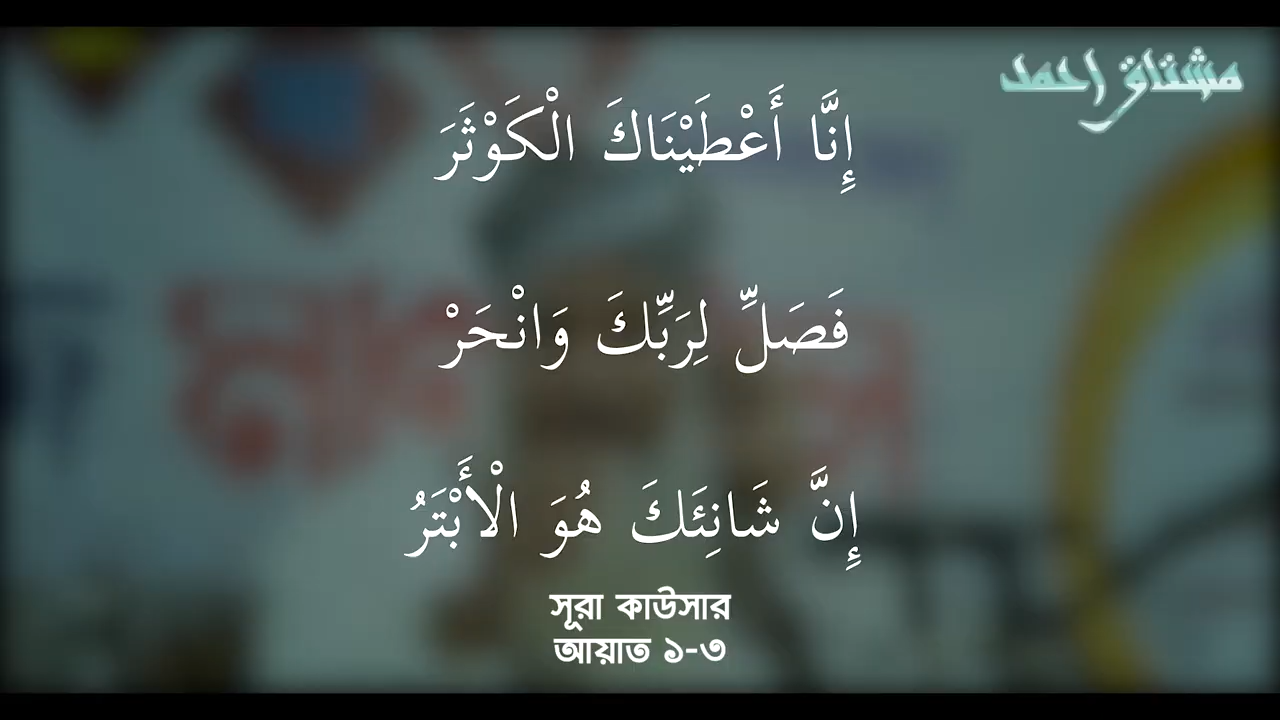 مشتاق احمد
إِنَّا أَعْطَيْنَاكَ الْكَوْثَرَ
فَصَلِّ لِرَبِّكَ وَانْحَرْ
إِنَّ شَانِئَكَ هُوَ الْأَبْتَرُ
সূরা কাউসার
আয়াত ১-৩